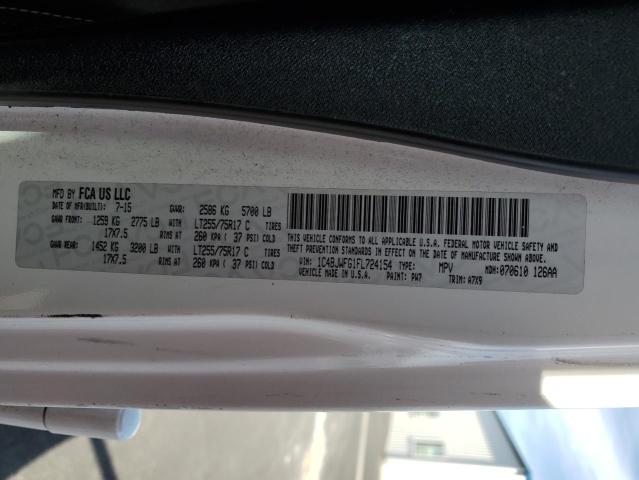 MFD BY FCA US LLC
DATE OF MFR(BUILT): 7-15 GVWR: 2586 KG 5700 LB
GAWR FRONT: 1259 KG 2775 LB WITH LT255/75R17 C TIRES
17X7.5 RIMS AT 260 KPA ( 37 PSI) COLD
GAWR REAR: 1452 KG 3200 LB WITH LT255/75R17 C TIRES
17X7.5 RIMS AT 260 KPA ( 37 PSI) COLD
THIS VEHICLE CONFORMS TO ALL APPLICABLE U.S.A. FEDERAL MOTOR VEHICLE SAFETY AND
THEFT PREVENTION STANDARDS IN EFFECT ON THE DATE OF MANUFACTURE SHOWN ABOVE.
VIN: 1C4BJWFG1FL724154 TYPE: MPV MDH: 070610 126AA
VEHICLE MADE IN U.S.A. PAINT: PW7 TRIM: A7X9